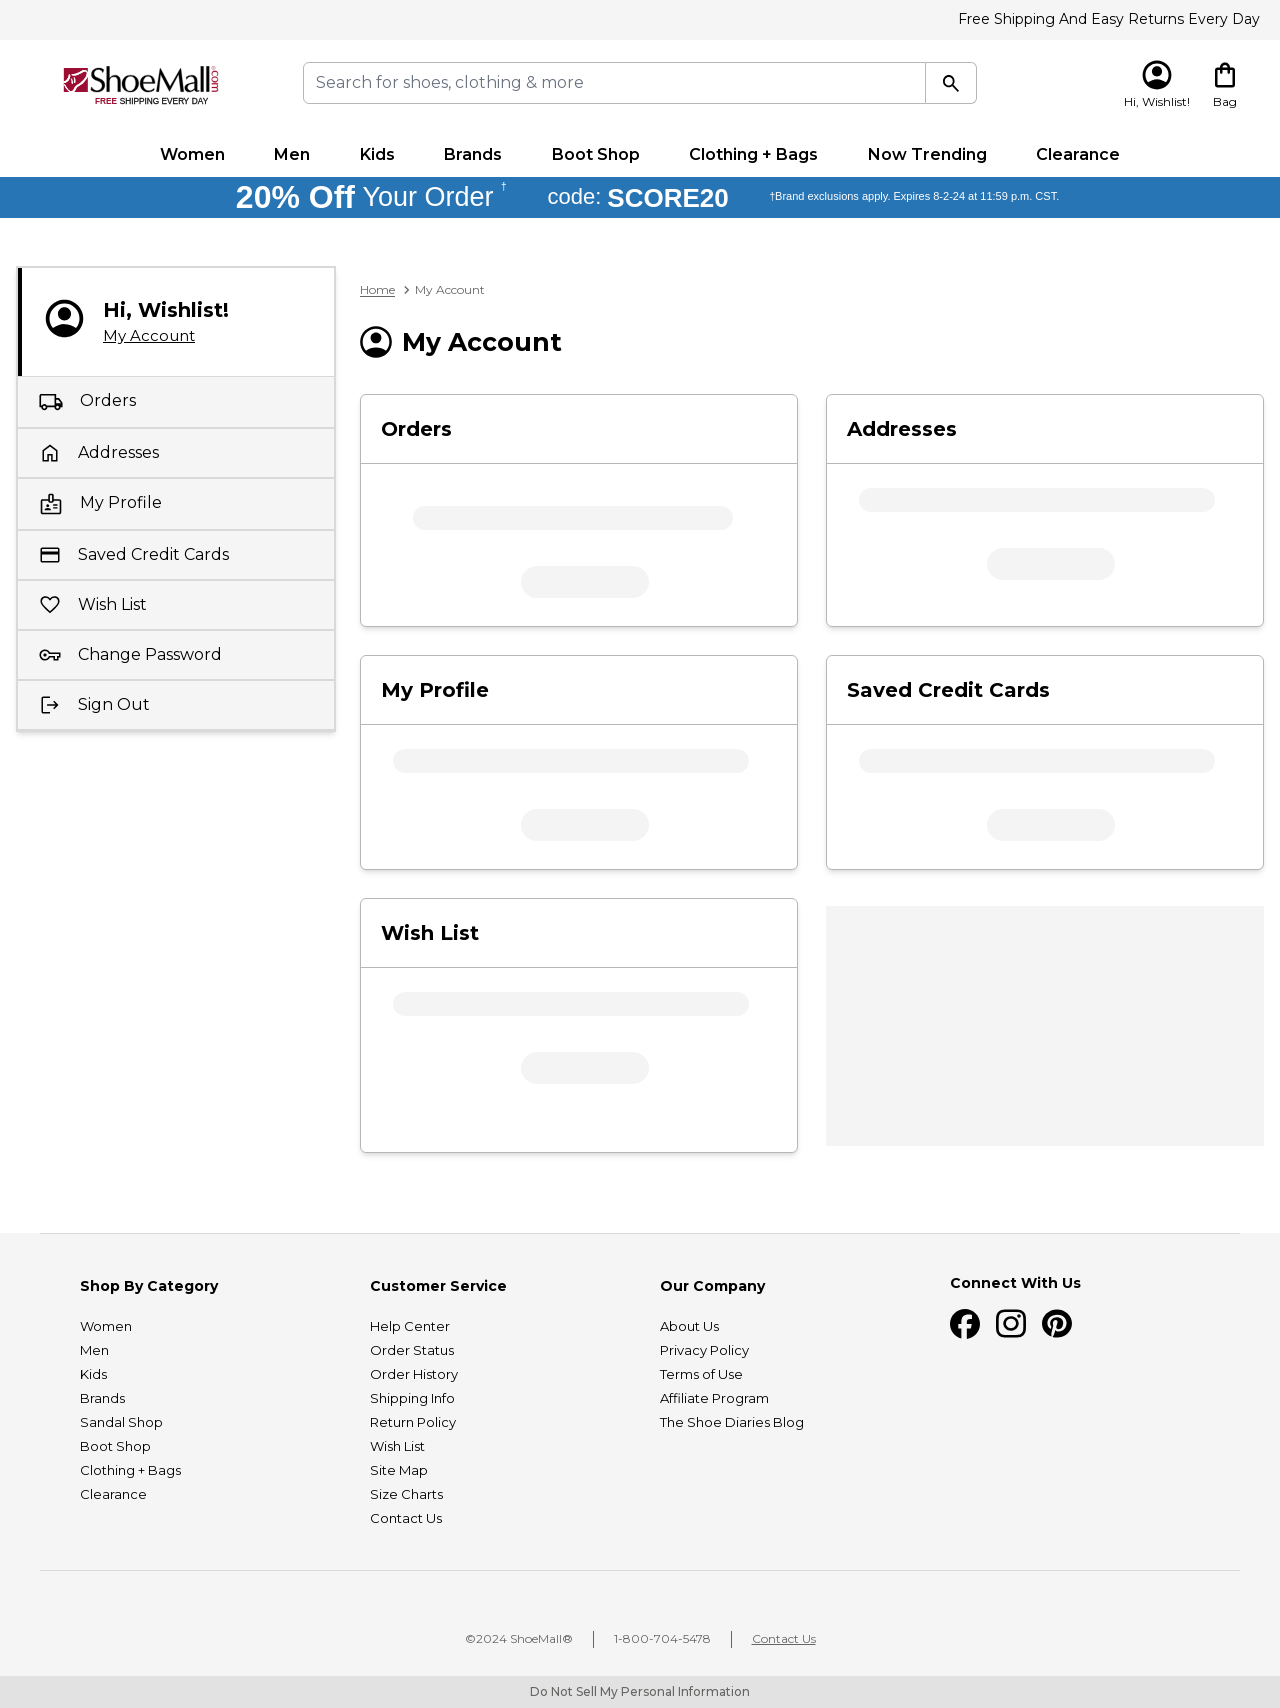 Free Shipping And Easy Returns Every Day
ShoeMall.com®
FREE SHIPPING EVERY DAY
Search for shoes, clothing & more
Hi, Wishlist!
Bag
Women Men Kids Brands Boot Shop Clothing + Bags Now Trending Clearance
20% Off Your Order † code: SCORE20 †Brand exclusions apply. Expires 8-2-24 at 11:59 p.m. CST.
Hi, Wishlist!
My Account
Orders
Addresses
My Profile
Saved Credit Cards
Wish List
Change Password
Sign Out
Home > My Account
My Account
Orders
Addresses
My Profile
Saved Credit Cards
Wish List
Shop By Category
Women
Men
Kids
Brands
Sandal Shop
Boot Shop
Clothing + Bags
Clearance
Customer Service
Help Center
Order Status
Order History
Shipping Info
Return Policy
Wish List
Site Map
Size Charts
Contact Us
Our Company
About Us
Privacy Policy
Terms of Use
Affiliate Program
The Shoe Diaries Blog
Connect With Us
©2024 ShoeMall® | 1-800-704-5478 | Contact Us
Do Not Sell My Personal Information